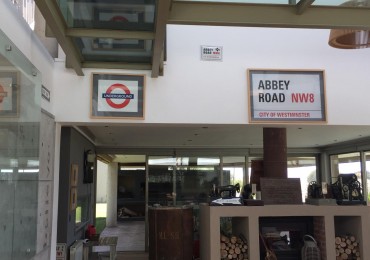 UNDERGROUND
ABBEY
ROAD NW8
CITY OF WESTMINSTER